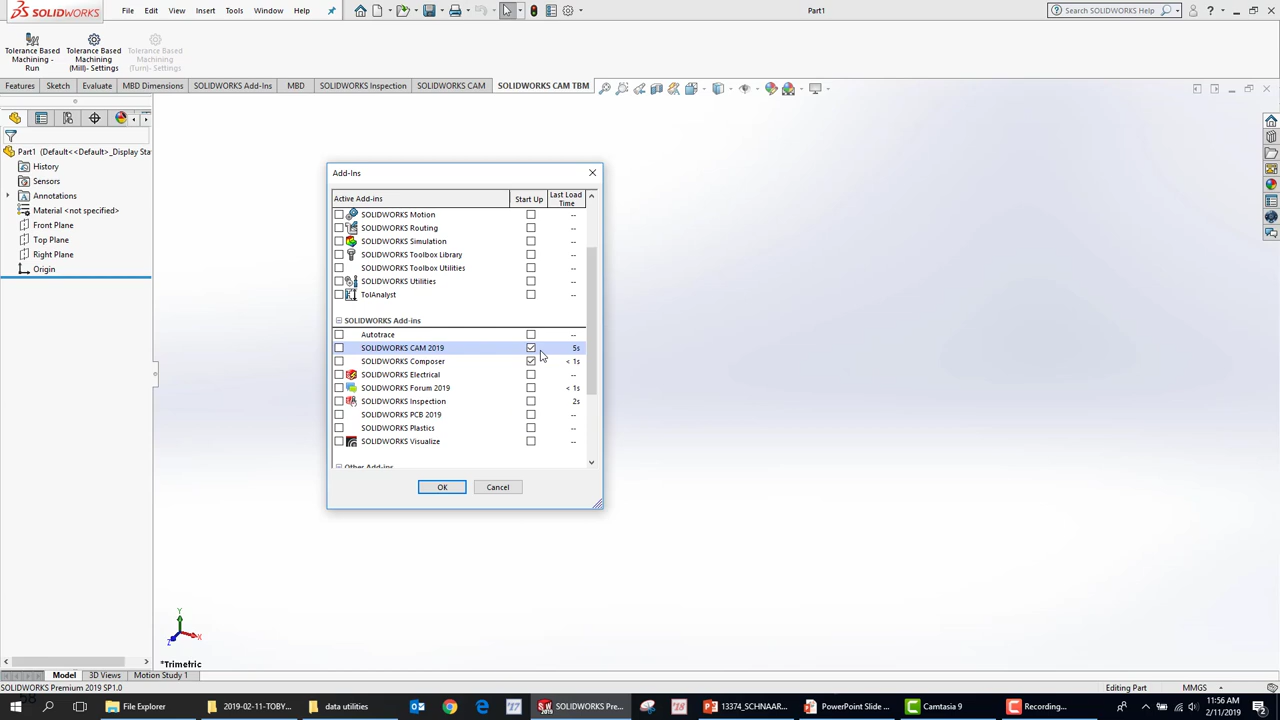 SOLIDWORKS
File Edit View Insert Tools Window Help
Part1
Search SOLIDWORKS
Tolerance Based Machining - Run
Tolerance Based Machining (Mill)- Settings
Tolerance Based Machining (Turn)- Settings
Features Sketch Evaluate MBD Dimensions SOLIDWORKS Add-Ins MBD SOLIDWORKS Inspection SOLIDWORKS CAM SOLIDWORKS CAM TBM
Part1 (Default<<Default>_Display Sta
History
Sensors
Annotations
Material <not specified>
Front Plane
Top Plane
Right Plane
Origin
Add-Ins
Active Add-ins Start Up Last Load Time
SOLIDWORKS Motion --
SOLIDWORKS Routing --
SOLIDWORKS Simulation --
SOLIDWORKS Toolbox Library --
SOLIDWORKS Toolbox Utilities --
SOLIDWORKS Utilities --
TolAnalyst --
SOLIDWORKS Add-ins
Autotrace --
SOLIDWORKS CAM 2019 5s
SOLIDWORKS Composer < 1s
SOLIDWORKS Electrical --
SOLIDWORKS Forum 2019 < 1s
SOLIDWORKS Inspection 2s
SOLIDWORKS PCB 2019 --
SOLIDWORKS Plastics --
SOLIDWORKS Visualize --
Other Add-ins
OK Cancel
Y
X
Z
*Trimetric
Model 3D Views Motion Study 1
SOLIDWORKS Premium 2019 SP1.0
Editing Part MMGS
File Explorer 2019-02-11-TOBY... data utilities SOLIDWORKS Pre... 13374_SCHNAAR... PowerPoint Slide ... Camtasia 9 Recording...
11:56 AM
2/11/2019